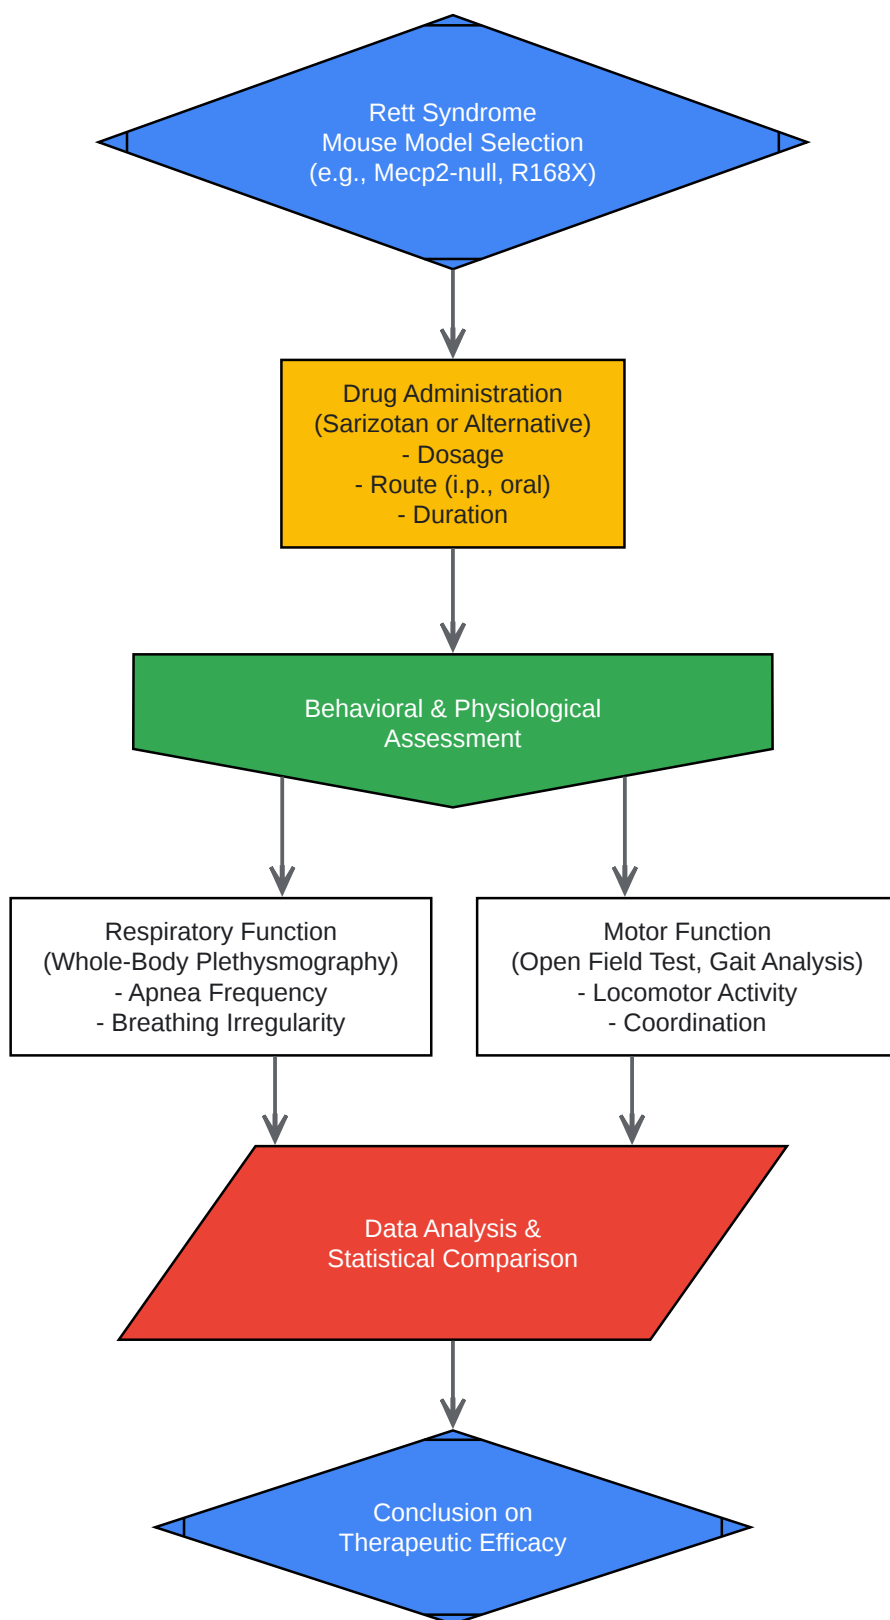 Rett Syndrome
Mouse Model Selection
(e.g., Mecp2-null, R168X)
Drug Administration
(Sarizotan or Alternative)
- Dosage
- Route (i.p., oral)
- Duration
Behavioral & Physiological
Assessment
Respiratory Function
(Whole-Body Plethysmography)
- Apnea Frequency
- Breathing Irregularity
Motor Function
(Open Field Test, Gait Analysis)
- Locomotor Activity
- Coordination
Data Analysis &
Statistical Comparison
Conclusion on
Therapeutic Efficacy